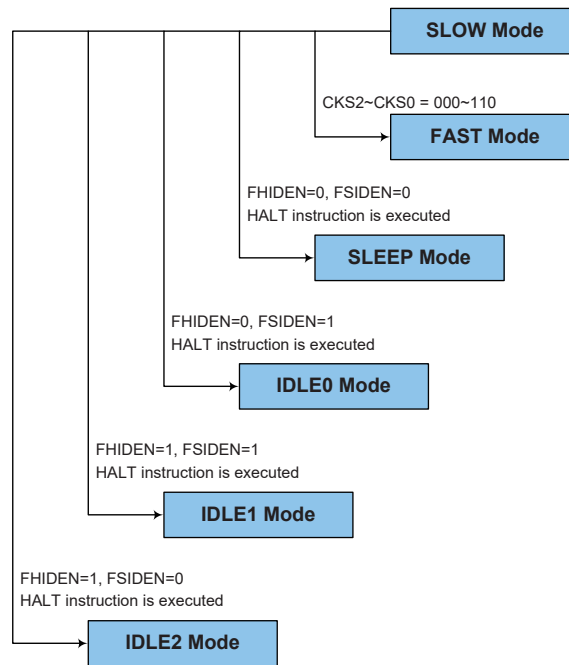 SLOW Mode
CKS2~CKS0 = 000~110
FAST Mode
FHIDEN=0, FSIDEN=0
HALT instruction is executed
SLEEP Mode
FHIDEN=0, FSIDEN=1
HALT instruction is executed
IDLE0 Mode
FHIDEN=1, FSIDEN=1
HALT instruction is executed
IDLE1 Mode
FHIDEN=1, FSIDEN=0
HALT instruction is executed
IDLE2 Mode